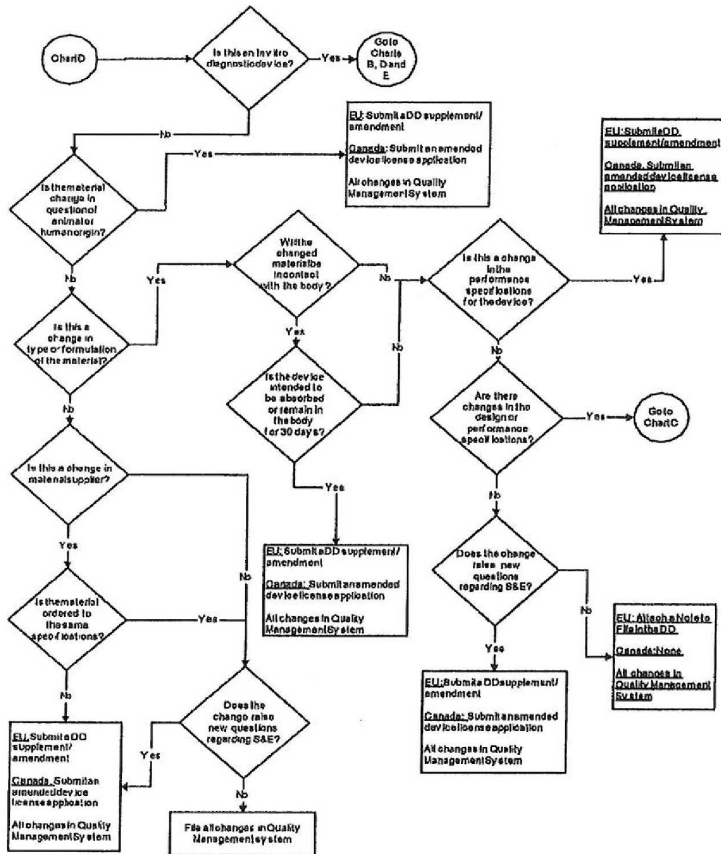 Chart D
Is this an In vitro
diagnostic device?
Yes
Go to
Charts
B, D and
E
No
EU: Submit a DD supplement/
amendment
Canada: Submit an amended
device license application
All changes in Quality
Management System
EU: Submit a DD
supplement/amendment
Canada. Submit an
amended device license
application
All changes in Quality
Management System
Is the material
change in
question of
animal or
human origin?
Yes
No
Will the
changed
material be
in contact
with the body?
No
Yes
Is this a change
in the
performance
specifications
for the device?
Yes
No
Is this a
change in
type or formulation
of the material?
Yes
No
Is the device
intended to
be absorbed
or remain in
the body
for 30 days?
No
Yes
Are there
changes in the
design or
performance
specifications?
Yes
Go to
Chart C
No
Is this a change in
material supplier?
No
Yes
EU: Submit a DD supplement/
amendment
Canada: Submit an amended
device license application
All changes in Quality
Management System
Does the change
raise new
questions
regarding S&E?
No
Yes
Is the material
ordered to
the same
specifications?
Yes
No
EU: Attach a Note to
File in the DD
Canada: None
All changes in
Quality Management
System
EU: Submit a DD supplement/
amendment
Canada: Submit an amended
device license application
All changes in Quality
Management System
Does the
change raise
new questions
regarding S&E?
Yes
No
EU: Submit a DD
supplement/
amendment
Canada. Submit an
amended device
license application
All changes in Quality
Management System
File all changes in Quality
Management system